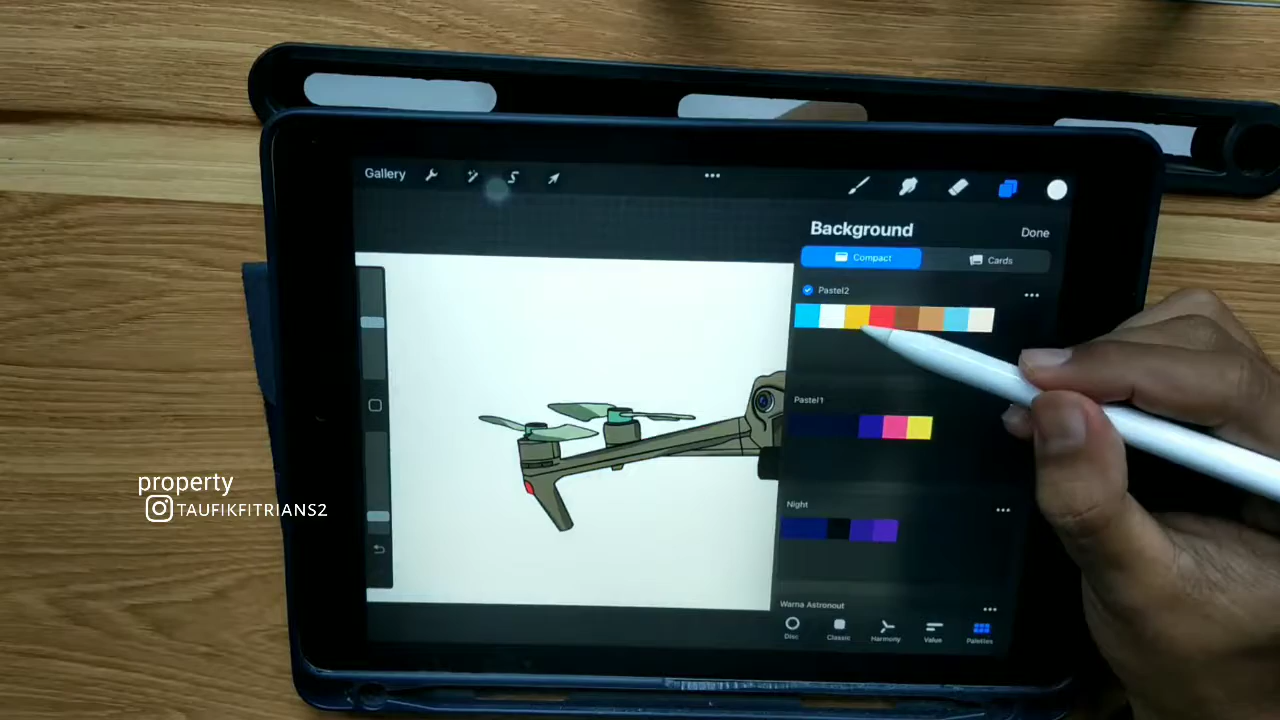 Gallery
Background
Done
Compact
Cards
Pastel2
Pastel1
Night
Warna Astronout
Disc
Classic
Harmony
Value
Palettes
property
TAUFIKFITRIANS2